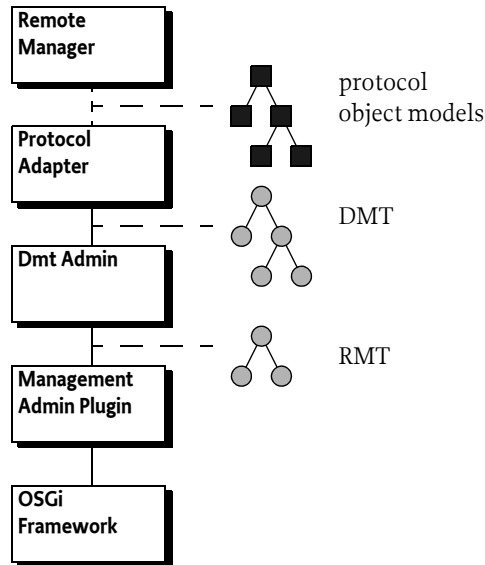 Remote
Manager
protocol
object models
Protocol
Adapter
DMT
Dmt Admin
RMT
Management
Admin Plugin
OSGi
Framework